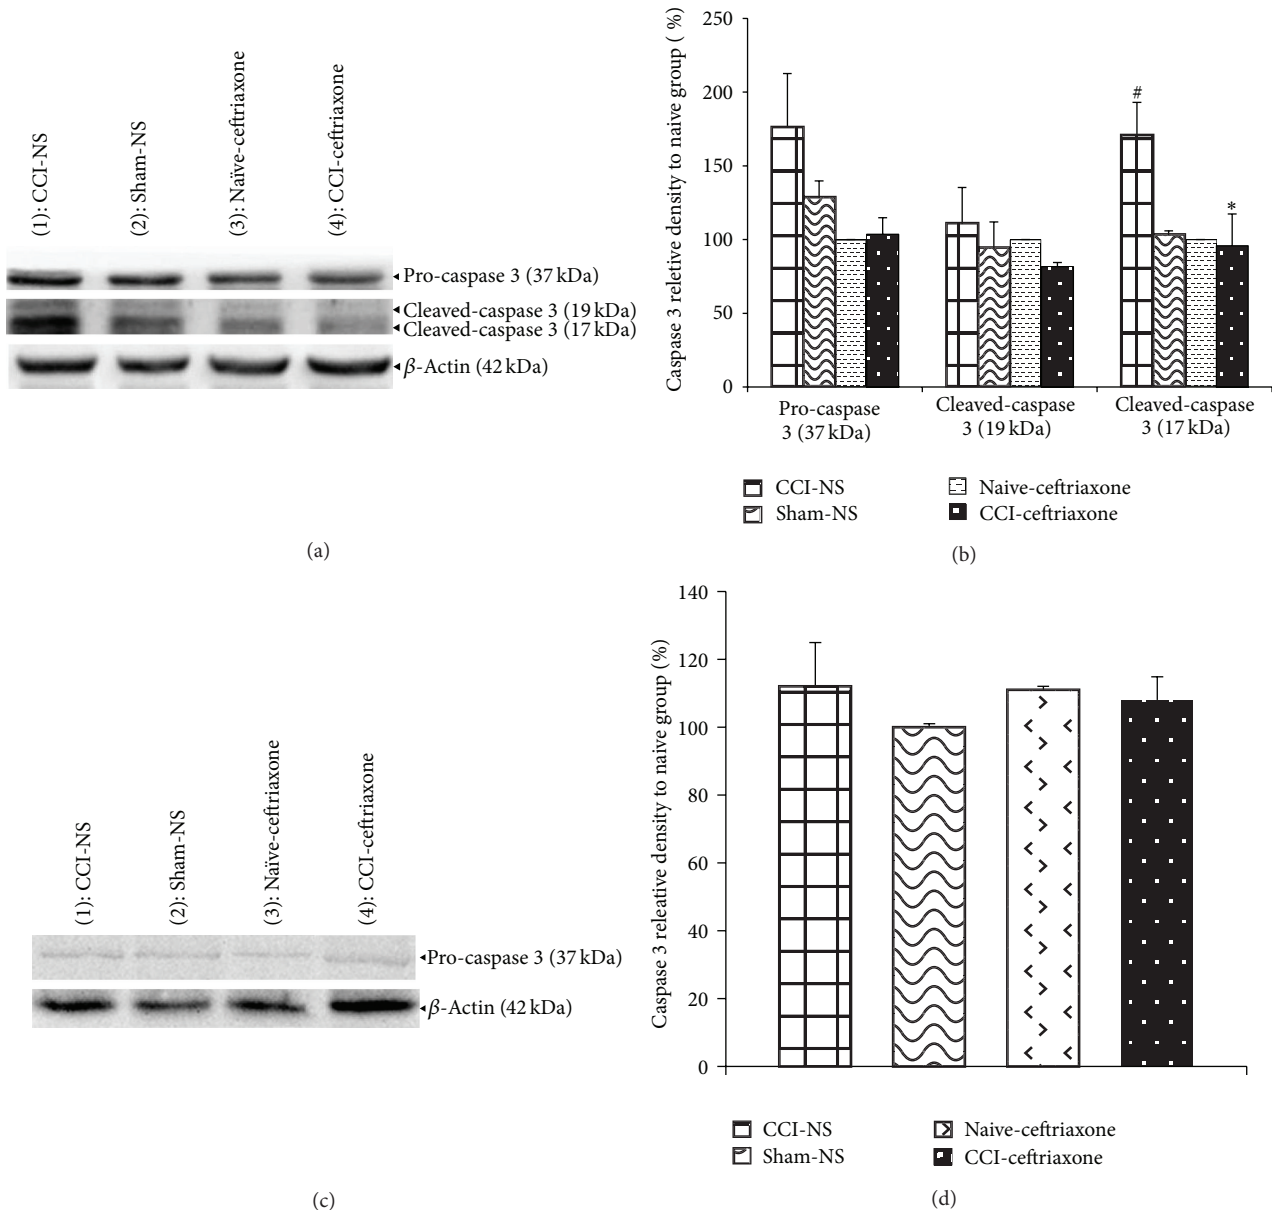 (1): CCI-NS
(2): Sham-NS
(3): Naïve-ceftriaxone
(4): CCI-ceftriaxone
Pro-caspase 3 (37 kDa)
Cleaved-caspase 3 (19 kDa)
Cleaved-caspase 3 (17 kDa)
β-Actin (42 kDa)
(a)
Caspase 3 reletive density to naive group ( %)
250
200
150
100
50
0
#
*
Pro-caspase
3 (37 kDa)
Cleaved-caspase
3 (19 kDa)
Cleaved-caspase
3 (17 kDa)
CCI-NS
Sham-NS
Naive-ceftriaxone
CCI-ceftriaxone
(b)
(1): CCI-NS
(2): Sham-NS
(3): Naïve-ceftriaxone
(4): CCI-ceftriaxone
Pro-caspase 3 (37 kDa)
β-Actin (42 kDa)
(c)
Caspase 3 releative density to naive group (%)
140
120
100
80
60
40
20
0
CCI-NS
Sham-NS
Naive-ceftriaxone
CCI-ceftriaxone
(d)